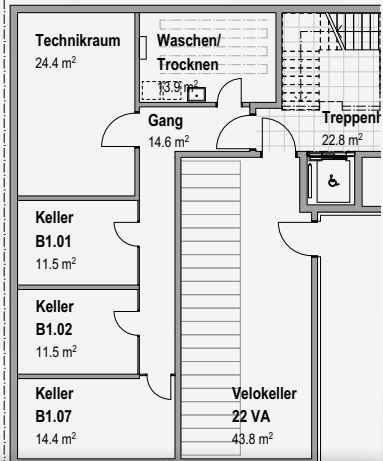 Technikraum
24.4 m²
Waschen/
Trocknen
13.9 m²
Gang
14.6 m²
Treppenh
22.8 m²
Keller
B1.01
11.5 m²
Keller
B1.02
11.5 m²
Keller
B1.07
14.4 m²
Velokeller
22 VA
43.8 m²